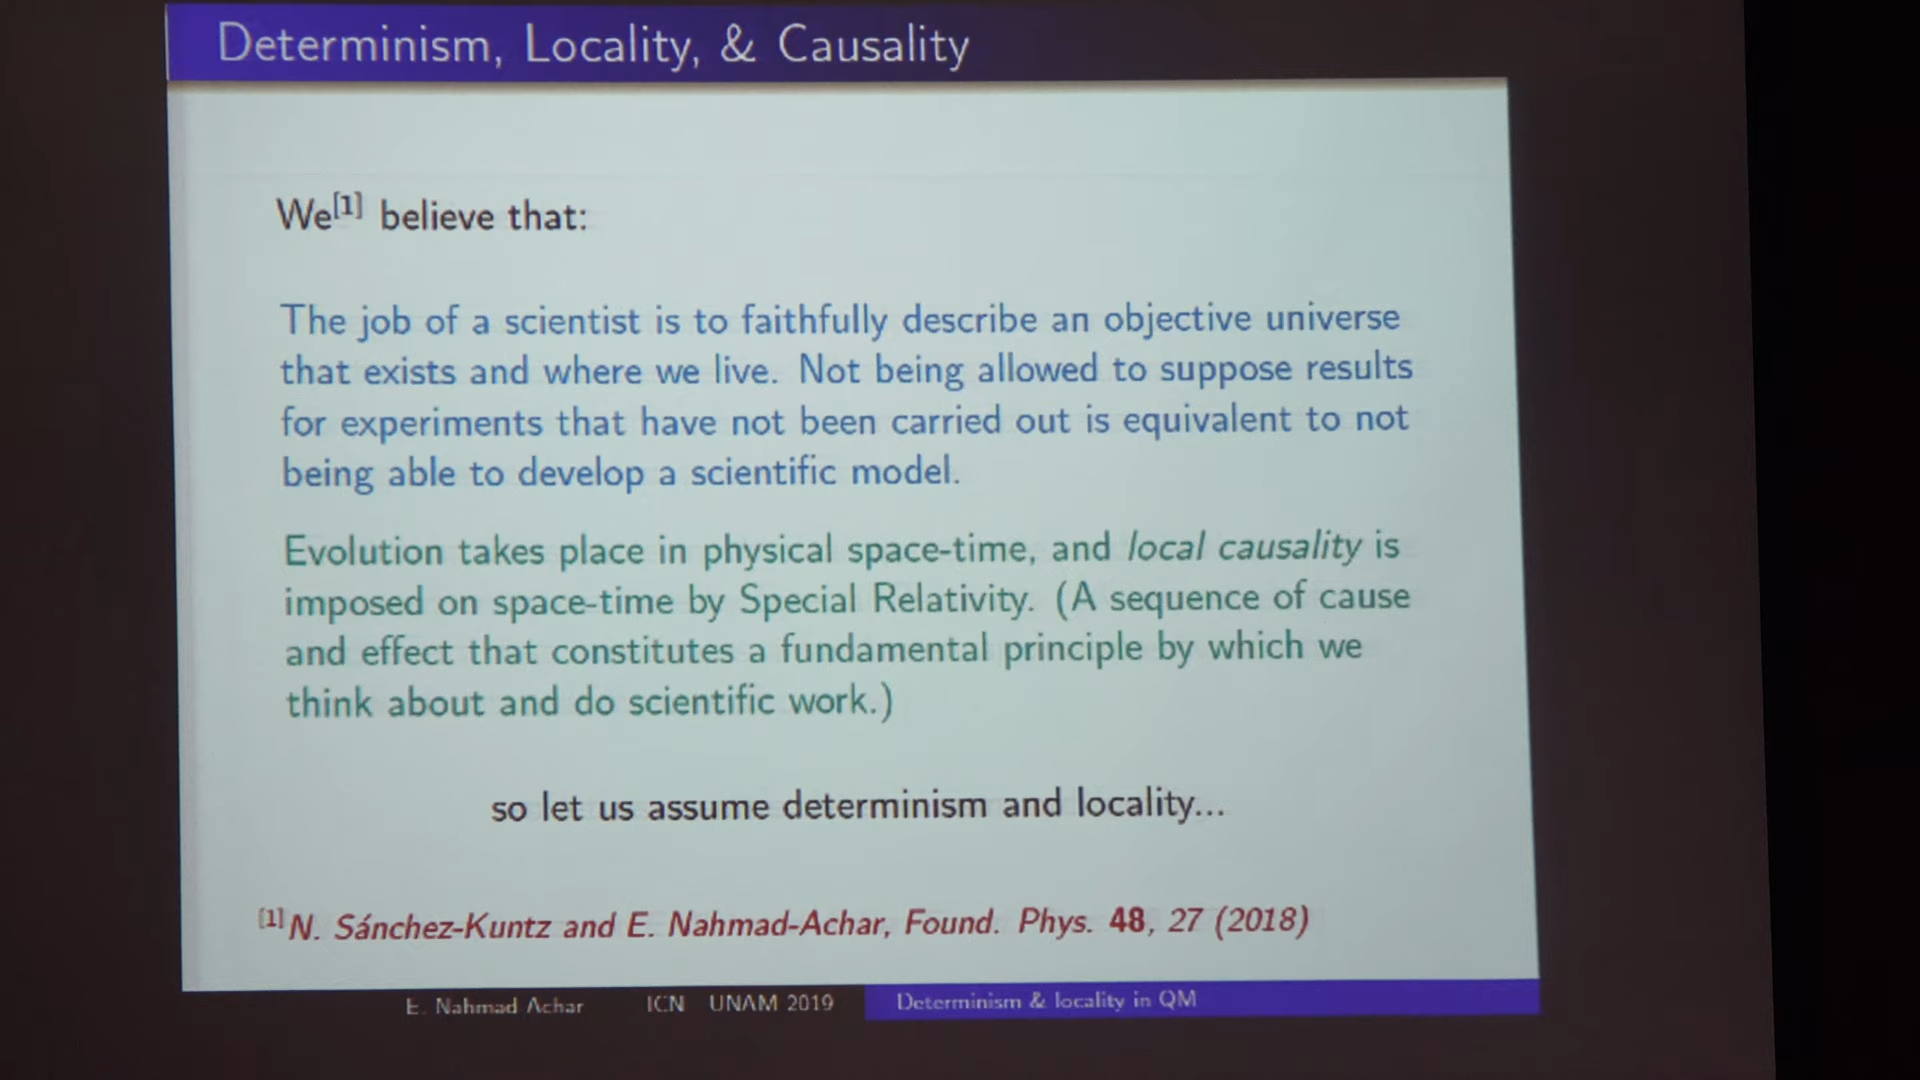 Determinism, Locality, & Causality
We[1] believe that:
The job of a scientist is to faithfully describe an objective universe
that exists and where we live. Not being allowed to suppose results
for experiments that have not been carried out is equivalent to not
being able to develop a scientific model.
Evolution takes place in physical space-time, and local causality is
imposed on space-time by Special Relativity. (A sequence of cause
and effect that constitutes a fundamental principle by which we
think about and do scientific work.)
so let us assume determinism and locality...
[1] N. Sánchez-Kuntz and E. Nahmad-Achar, Found. Phys. 48, 27 (2018)
E. Nahmad Achar ICN UNAM 2019 Determinism & locality in QM